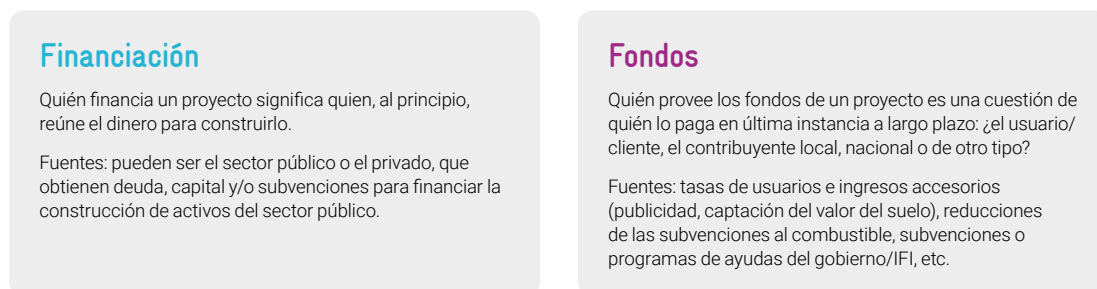 Financiación
Quién financia un proyecto significa quien, al principio,
reúne el dinero para construirlo.
Fuentes: pueden ser el sector público o el privado, que
obtienen deuda, capital y/o subvenciones para financiar la
construcción de activos del sector público.
Fondos
Quién provee los fondos de un proyecto es una cuestión de
quién lo paga en última instancia a largo plazo: ¿el usuario/
cliente, el contribuyente local, nacional o de otro tipo?
Fuentes: tasas de usuarios e ingresos accesorios
(publicidad, captación del valor del suelo), reducciones
de las subvenciones al combustible, subvenciones o
programas de ayudas del gobierno/IFI, etc.